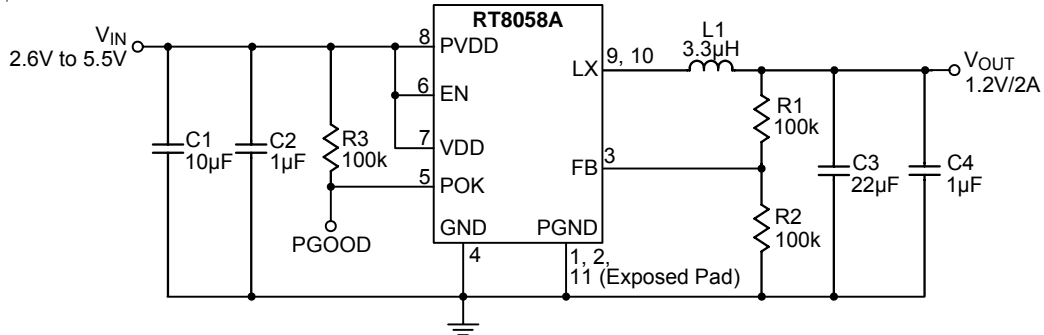 RT8058A
VIN
2.6V to 5.5V
8
PVDD
6
EN
7
VDD
5
POK
GND
4
PGND
1, 2,
11 (Exposed Pad)
LX
9, 10
FB
3
C1
10µF
C2
1µF
R3
100k
PGOOD
L1
3.3µH
R1
100k
R2
100k
C3
22µF
C4
1µF
VOUT
1.2V/2A